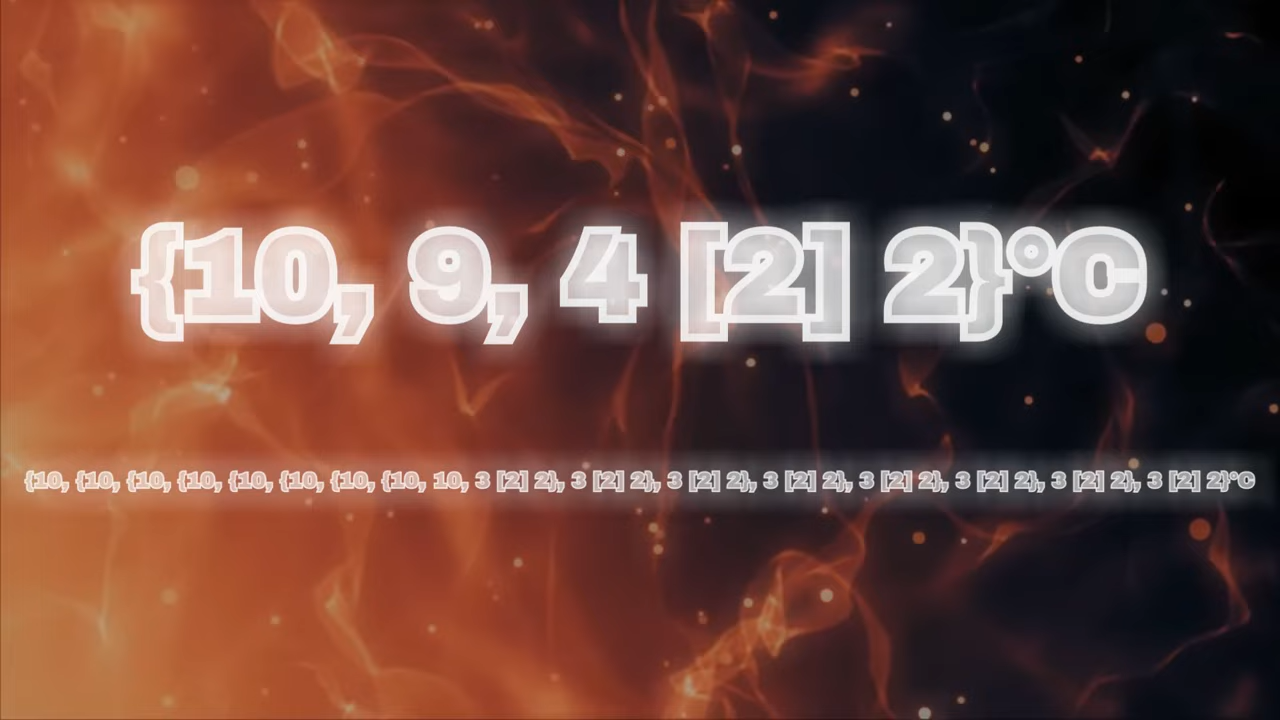 {10, 9, 4 [2] 2}°C
{10, {10, {10, {10, {10, {10, {10, {10, 10, 3 [2] 2}, 3 [2] 2}, 3 [2] 2}, 3 [2] 2}, 3 [2] 2}, 3 [2] 2}, 3 [2] 2}, 3 [2] 2}°C